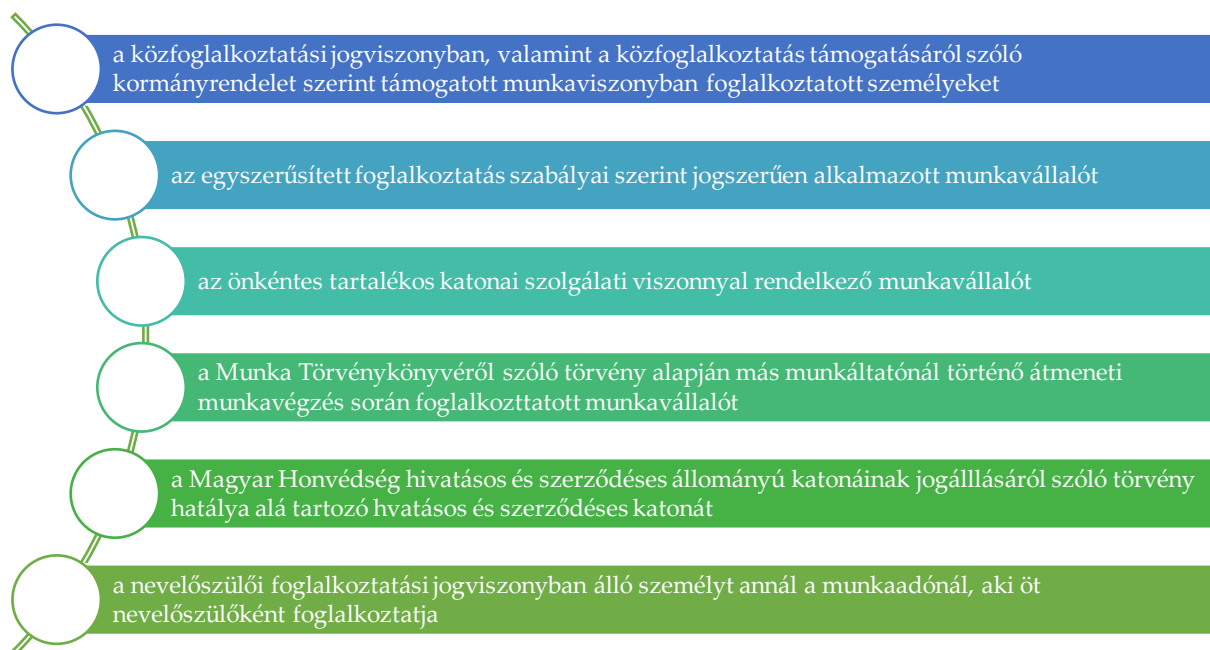 a közfoglalkoztatási jogviszonyban, valamint a közfoglalkoztatás támogatásáról szóló
kormányrendelet szerint támogatott munkaviszonyban foglalkoztatott személyeket
az egyszerűsített foglalkoztatás szabályai szerint jogszerűen alkalmazott munkavállalót
az önkéntes tartalékos katonai szolgálati viszonnyal rendelkező munkavállalót
a Munka Törvénykönyvéről szóló törvény alapján más munkáltatónál történő átmeneti
munkavégzés során foglalkozttatott munkavállalót
a Magyar Honvédség hivatásos és szerződéses állományú katonáinak jogálllásáról szóló törvény
hatálya alá tartozó hvatásos és szerződéses katonát
a nevelőszülői foglalkoztatási jogviszonyban álló személyt annál a munkaadónál, aki öt
nevelőszülőként foglalkoztatja